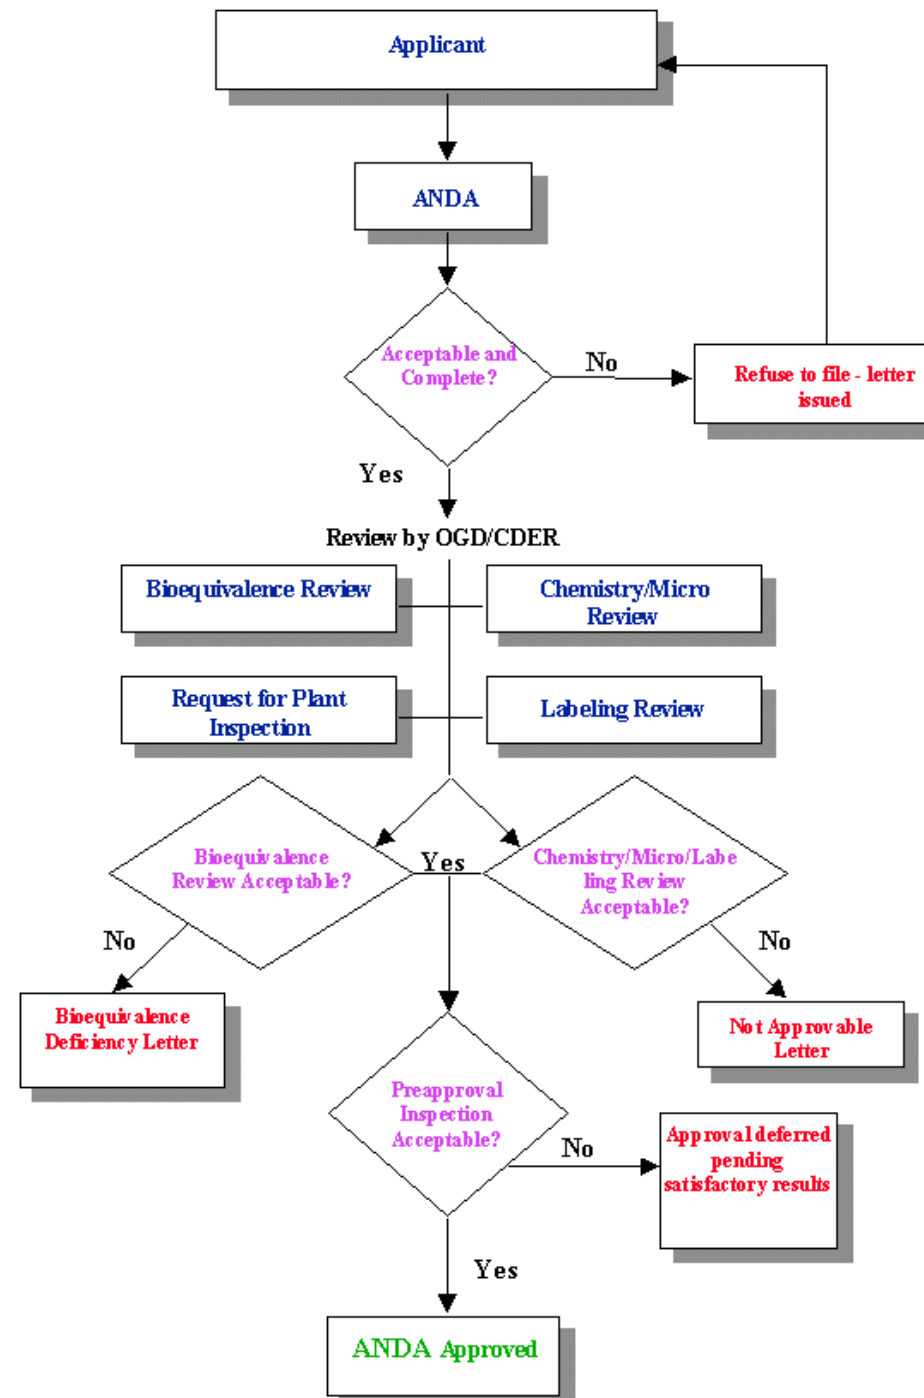 Applicant
ANDA
Acceptable and
Complete?
No
Refuse to file - letter
issued
Yes
Review by OGD/CDER
Bioequivalence Review
Chemistry/Micro
Review
Request for Plant
Inspection
Labeling Review
Bioequivalence
Review Acceptable?
Yes
Chemistry/Micro/Labe
ling Review
Acceptable?
No
No
Bioequivalence
Deficiency Letter
Not Approvable
Letter
Preapproval
Inspection
Acceptable?
No
Approval deferred
pending
satisfactory results
Yes
ANDA Approved